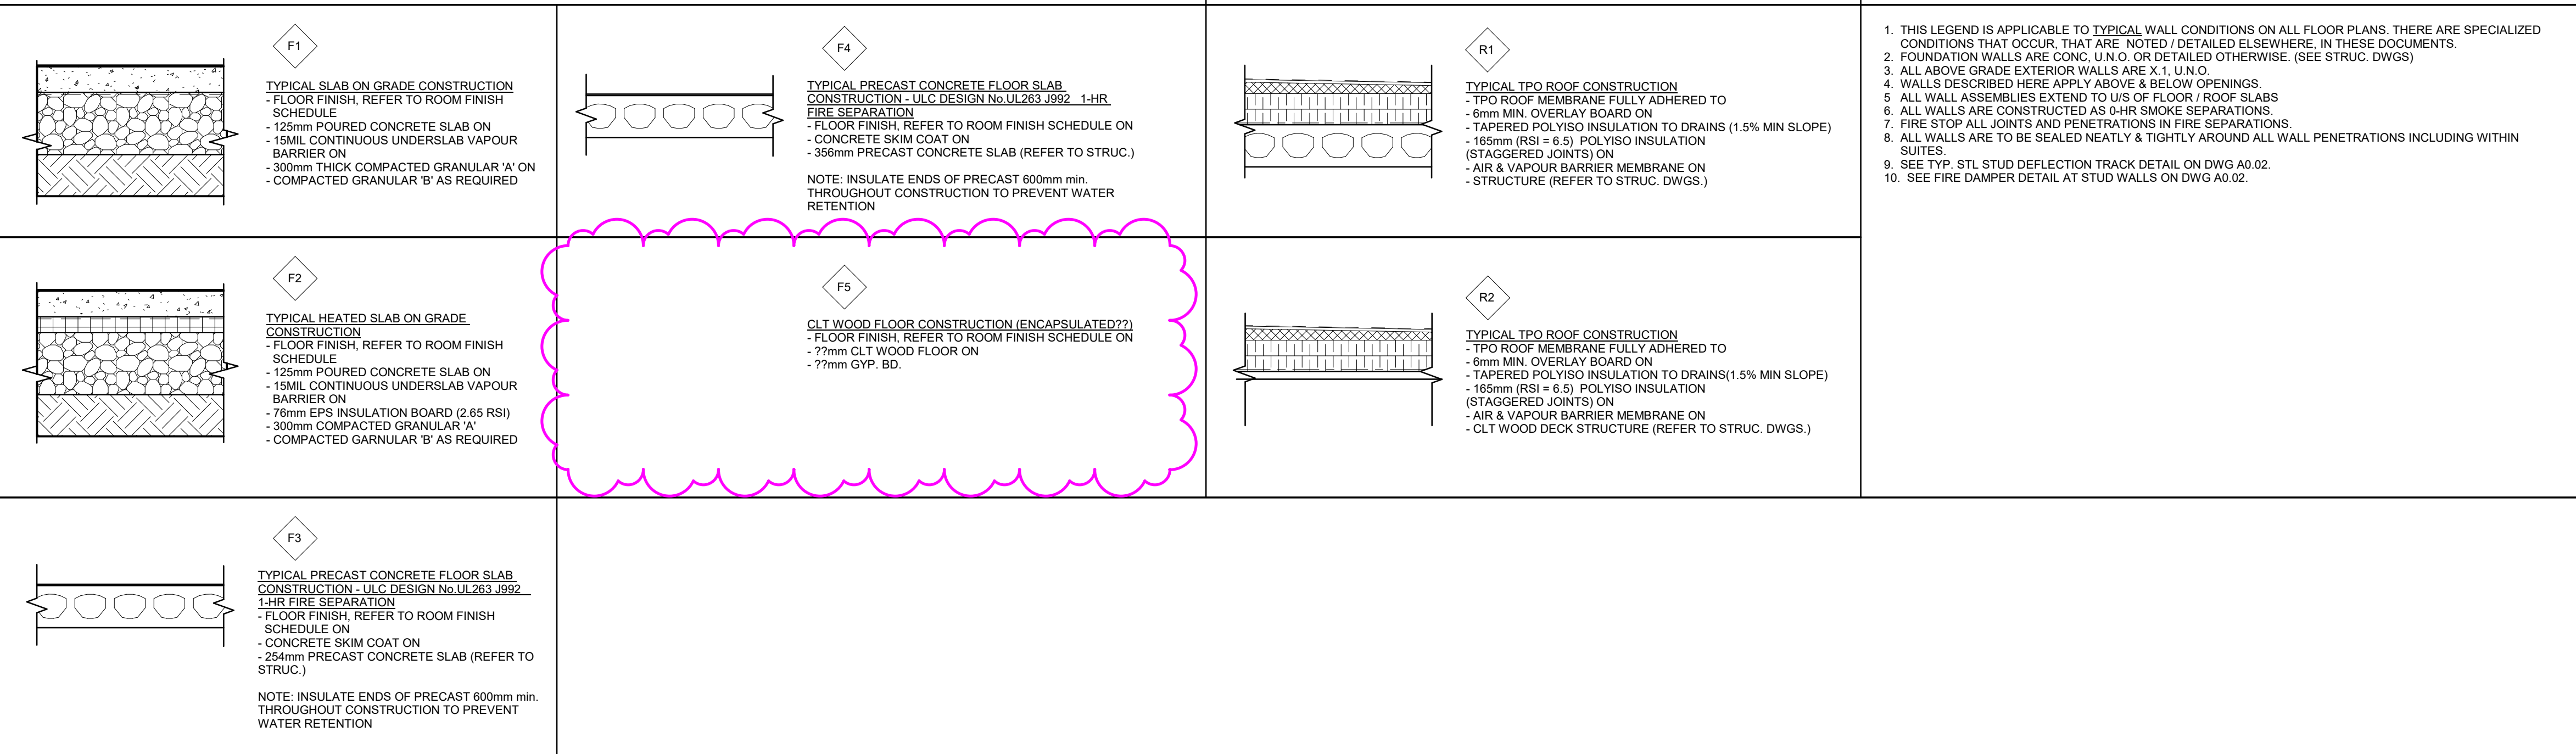 F1
TYPICAL SLAB ON GRADE CONSTRUCTION
- FLOOR FINISH, REFER TO ROOM FINISH
SCHEDULE
- 125mm POURED CONCRETE SLAB ON
- 15MIL CONTINUOUS UNDERSLAB VAPOUR
BARRIER ON
- 300mm THICK COMPACTED GRANULAR 'A' ON
- COMPACTED GRANULAR 'B' AS REQUIRED
F2
TYPICAL HEATED SLAB ON GRADE
CONSTRUCTION
- FLOOR FINISH, REFER TO ROOM FINISH
SCHEDULE
- 125mm POURED CONCRETE SLAB ON
- 15MIL CONTINUOUS UNDERSLAB VAPOUR
BARRIER ON
- 76mm EPS INSULATION BOARD (2.65 RSI)
- 300mm COMPACTED GRANULAR 'A'
- COMPACTED GARNULAR 'B' AS REQUIRED
F3
TYPICAL PRECAST CONCRETE FLOOR SLAB
CONSTRUCTION - ULC DESIGN No.UL263 J992
1-HR FIRE SEPARATION
- FLOOR FINISH, REFER TO ROOM FINISH
SCHEDULE ON
- CONCRETE SKIM COAT ON
- 254mm PRECAST CONCRETE SLAB (REFER TO
STRUC.)
NOTE: INSULATE ENDS OF PRECAST 600mm min.
THROUGHOUT CONSTRUCTION TO PREVENT
WATER RETENTION
F4
TYPICAL PRECAST CONCRETE FLOOR SLAB
CONSTRUCTION - ULC DESIGN No.UL263 J992 1-HR
FIRE SEPARATION
- FLOOR FINISH, REFER TO ROOM FINISH SCHEDULE ON
- CONCRETE SKIM COAT ON
- 356mm PRECAST CONCRETE SLAB (REFER TO STRUC.)
NOTE: INSULATE ENDS OF PRECAST 600mm min.
THROUGHOUT CONSTRUCTION TO PREVENT WATER
RETENTION
F5
CLT WOOD FLOOR CONSTRUCTION (ENCAPSULATED??)
- FLOOR FINISH, REFER TO ROOM FINISH SCHEDULE ON
- ??mm CLT WOOD FLOOR ON
- ??mm GYP. BD.
R1
TYPICAL TPO ROOF CONSTRUCTION
- TPO ROOF MEMBRANE FULLY ADHERED TO
- 6mm MIN. OVERLAY BOARD ON
- TAPERED POLYISO INSULATION TO DRAINS (1.5% MIN SLOPE)
- 165mm (RSI = 6.5) POLYISO INSULATION
(STAGGERED JOINTS) ON
- AIR & VAPOUR BARRIER MEMBRANE ON
- STRUCTURE (REFER TO STRUC. DWGS.)
R2
TYPICAL TPO ROOF CONSTRUCTION
- TPO ROOF MEMBRANE FULLY ADHERED TO
- 6mm MIN. OVERLAY BOARD ON
- TAPERED POLYISO INSULATION TO DRAINS(1.5% MIN SLOPE)
- 165mm (RSI = 6.5) POLYISO INSULATION
(STAGGERED JOINTS) ON
- AIR & VAPOUR BARRIER MEMBRANE ON
- CLT WOOD DECK STRUCTURE (REFER TO STRUC. DWGS.)
1. THIS LEGEND IS APPLICABLE TO TYPICAL WALL CONDITIONS ON ALL FLOOR PLANS. THERE ARE SPECIALIZED
CONDITIONS THAT OCCUR, THAT ARE NOTED / DETAILED ELSEWHERE, IN THESE DOCUMENTS.
2. FOUNDATION WALLS ARE CONC, U.N.O. OR DETAILED OTHERWISE. (SEE STRUC. DWGS)
3. ALL ABOVE GRADE EXTERIOR WALLS ARE X.1, U.N.O.
4. WALLS DESCRIBED HERE APPLY ABOVE & BELOW OPENINGS.
5 ALL WALL ASSEMBLIES EXTEND TO U/S OF FLOOR / ROOF SLABS
6. ALL WALLS ARE CONSTRUCTED AS 0-HR SMOKE SEPARATIONS.
7. FIRE STOP ALL JOINTS AND PENETRATIONS IN FIRE SEPARATIONS.
8. ALL WALLS ARE TO BE SEALED NEATLY & TIGHTLY AROUND ALL WALL PENETRATIONS INCLUDING WITHIN
SUITES.
9. SEE TYP. STL STUD DEFLECTION TRACK DETAIL ON DWG A0.02.
10. SEE FIRE DAMPER DETAIL AT STUD WALLS ON DWG A0.02.